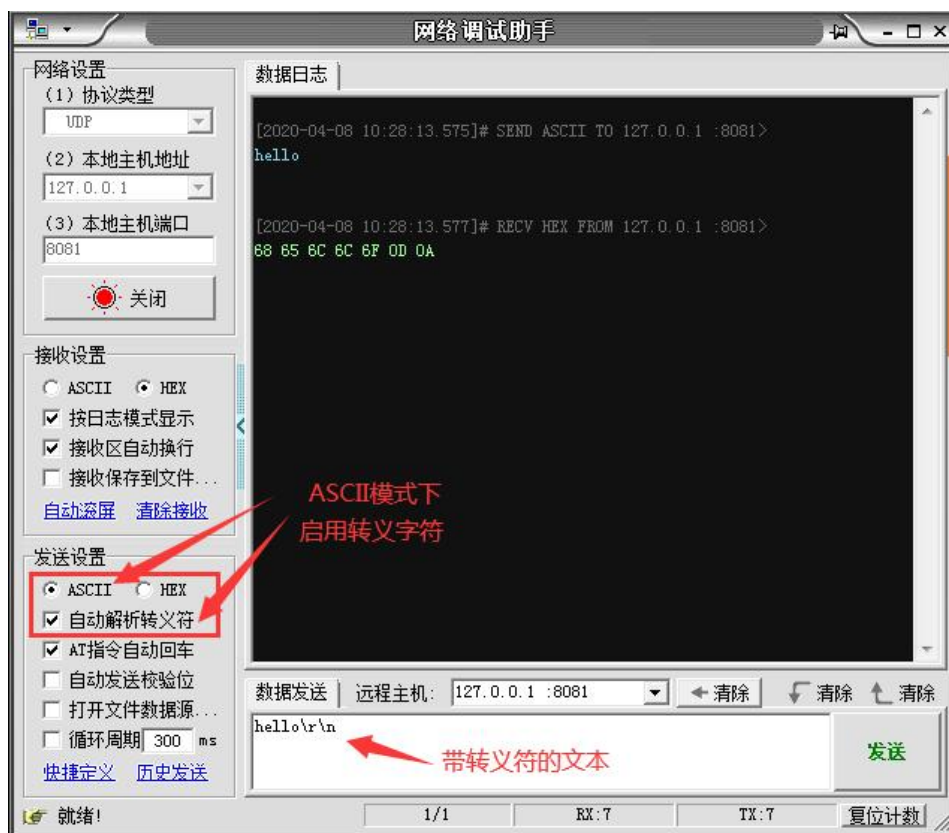 网络调试助手
网络设置
(1) 协议类型
UDP
(2) 本地主机地址
127.0.0.1
(3) 本地主机端口
8081
关闭
接收设置
ASCII HEX
按日志模式显示
接收区自动换行
接收保存到文件...
自动滚屏 清除接收
发送设置
ASCII HEX
自动解析转义符
AT指令自动回车
自动发送校验位
打开文件数据源...
循环周期 300 ms
快捷定义 历史发送
数据日志
[2020-04-08 10:28:13.575]# SEND ASCII TO 127.0.0.1 :8081>
hello
[2020-04-08 10:28:13.577]# RECV HEX FROM 127.0.0.1 :8081>
68 65 6C 6C 6F 0D 0A
ASCII模式下
启用转义字符
数据发送 远程主机: 127.0.0.1 :8081 清除 清除 清除
hello\r\n
带转义符的文本
发送
就绪! 1/1 RX:7 TX:7 复位计数